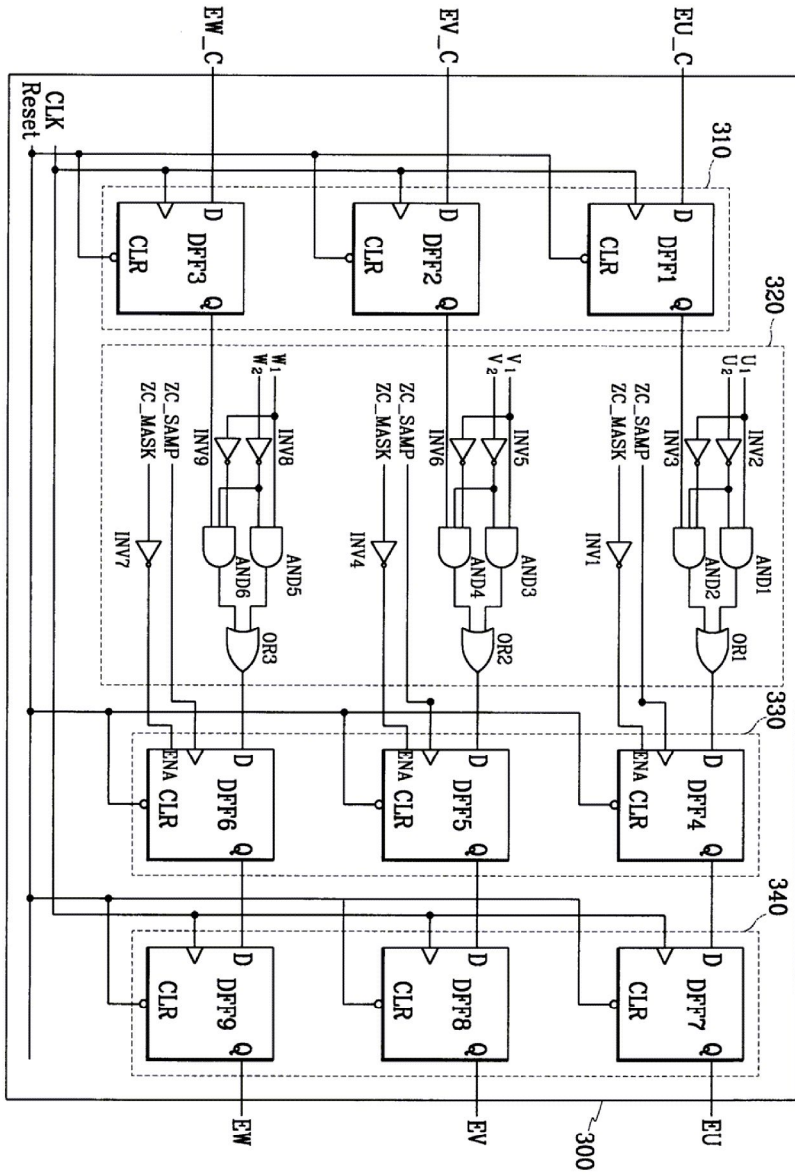 EU_C
EV_C
EW_C
CLK
Reset
310
D
DFF1
CLR
Q
D
DFF2
CLR
Q
D
DFF3
CLR
Q
320
U1
U2
ZC_SAMP
ZC_MASK
INV2
INV3
INV1
AND1
AND2
OR1
V1
V2
ZC_SAMP
ZC_MASK
INV5
INV6
INV4
AND3
AND4
OR2
W1
W2
ZC_SAMP
ZC_MASK
INV8
INV9
INV7
AND5
AND6
OR3
330
D
DFF4
ENA
CLR
Q
D
DFF5
ENA
CLR
Q
D
DFF6
ENA
CLR
Q
340
D
DFF7
CLR
Q
D
DFF8
CLR
Q
D
DFF9
CLR
Q
EU
EV
EW
300